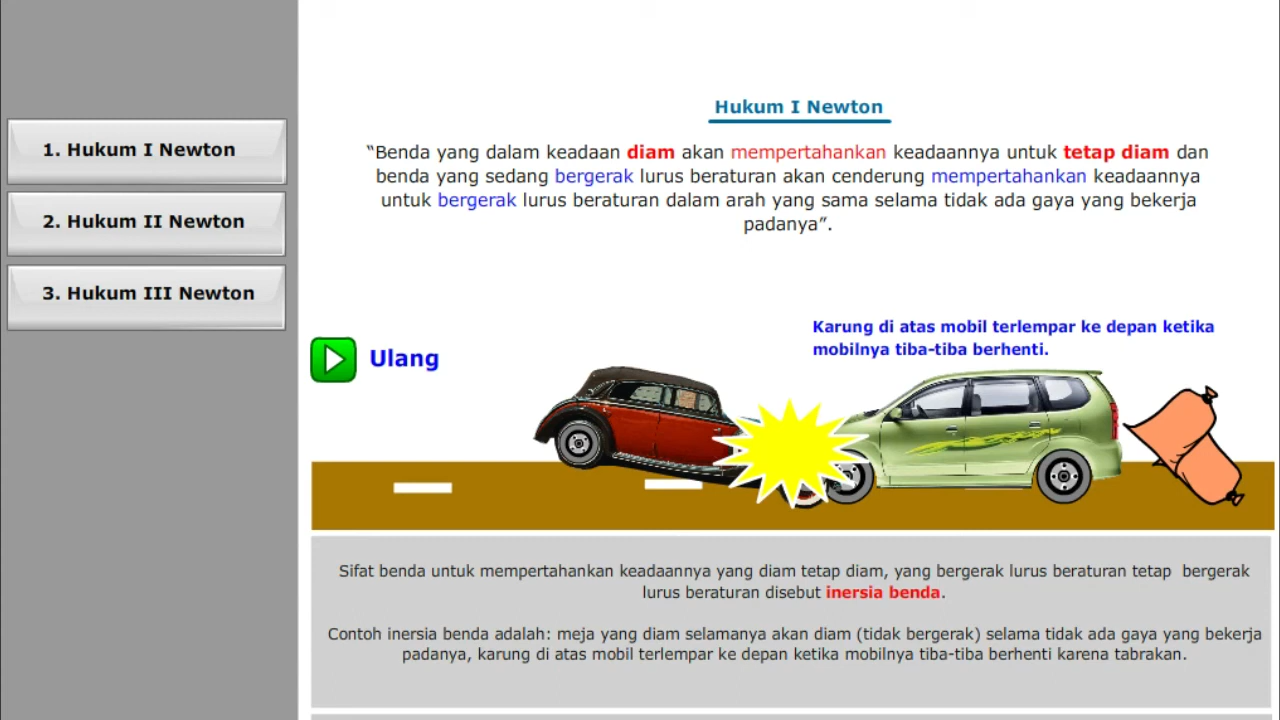 1. Hukum I Newton
2. Hukum II Newton
3. Hukum III Newton
Hukum I Newton
“Benda yang dalam keadaan diam akan mempertahankan keadaannya untuk tetap diam dan
benda yang sedang bergerak lurus beraturan akan cenderung mempertahankan keadaannya
untuk bergerak lurus beraturan dalam arah yang sama selama tidak ada gaya yang bekerja
padanya”.
Karung di atas mobil terlempar ke depan ketika
mobilnya tiba-tiba berhenti.
Ulang
Sifat benda untuk mempertahankan keadaannya yang diam tetap diam, yang bergerak lurus beraturan tetap bergerak
lurus beraturan disebut inersia benda.
Contoh inersia benda adalah: meja yang diam selamanya akan diam (tidak bergerak) selama tidak ada gaya yang bekerja
padanya, karung di atas mobil terlempar ke depan ketika mobilnya tiba-tiba berhenti karena tabrakan.